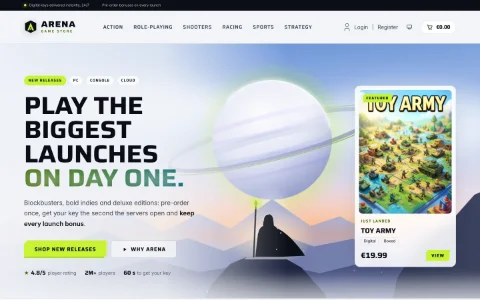 Digital keys delivered instantly, 24/7
Pre-order bonuses on every launch
ARENA
GAME STORE
ACTION
ROLE-PLAYING
SHOOTERS
RACING
SPORTS
STRATEGY
Login | Register
€0.00
NEW RELEASES
PC
CONSOLE
CLOUD
PLAY THE
BIGGEST
LAUNCHES
ON DAY ONE.
Blockbusters, bold indies and deluxe editions: pre-order
once, get your key the second the servers open and keep
every launch bonus.
SHOP NEW RELEASES
WHY ARENA
4.8/5 player rating
2M+ players
60 s to get your key
FEATURED
TOY ARMY
JUST LANDED
TOY ARMY
Digital
€19.99
VIEW